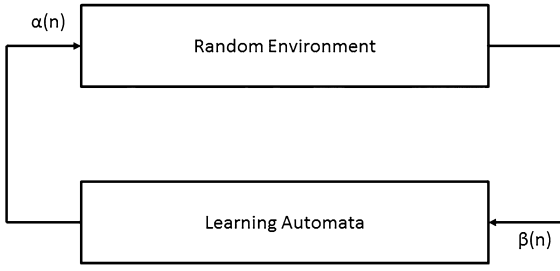 α(n)
Random Environment
Learning Automata
β(n)